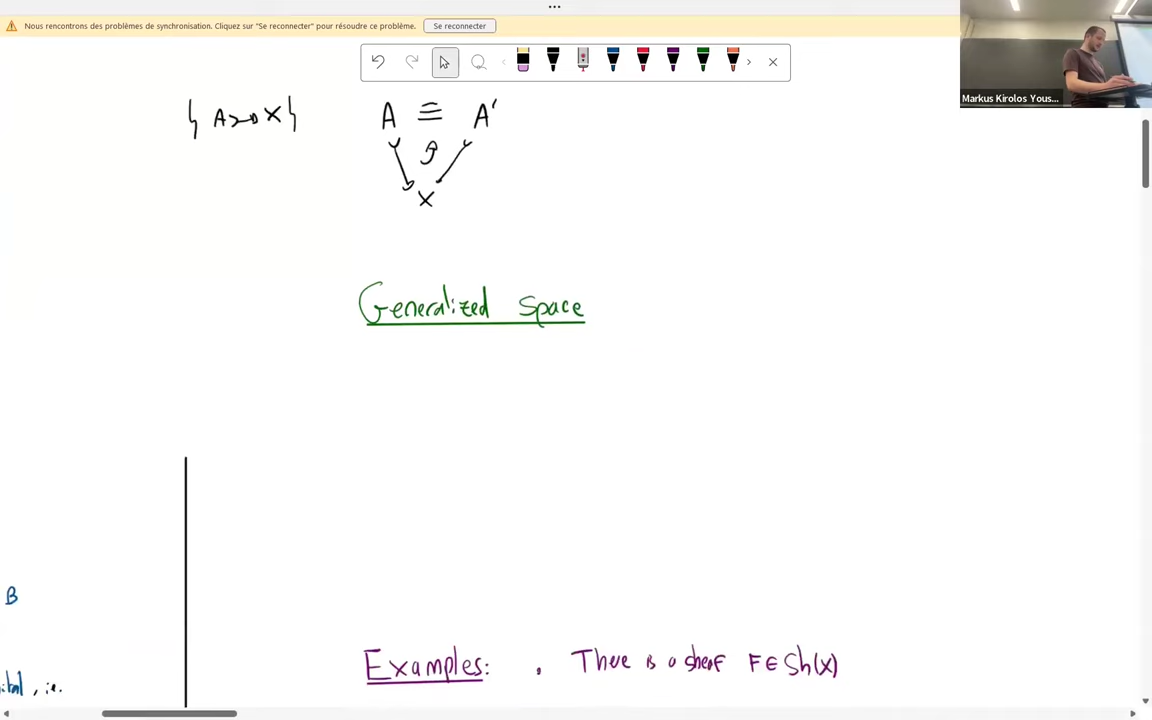 Nous rencontrons des problèmes de synchronisation. Cliquez sur "Se reconnecter" pour résoudre ce problème. Se reconnecter
Markus Kirolos Yous...
{ A >→ X } A ≡ A'
X
Generalized Space
B
Examples: . There is a sheaf F ∈ Sh(X)
, i.e.